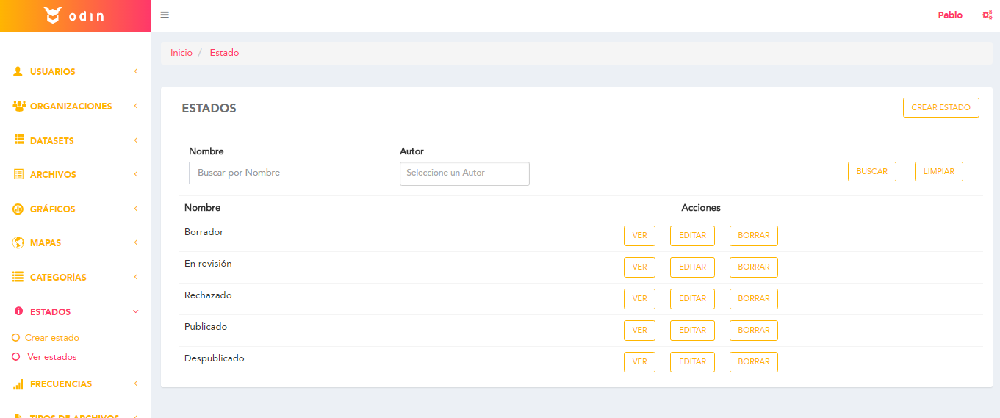 odin
Pablo
Inicio / Estado
USUARIOS
ORGANIZACIONES
DATASETS
ARCHIVOS
GRÁFICOS
MAPAS
CATEGORÍAS
ESTADOS
Crear estado
Ver estados
FRECUENCIAS
TIPOS DE ARCHIVOS
ESTADOS
CREAR ESTADO
Nombre Autor
Buscar por Nombre Seleccione un Autor BUSCAR LIMPIAR
Nombre Acciones
Borrador VER EDITAR BORRAR
En revisión VER EDITAR BORRAR
Rechazado VER EDITAR BORRAR
Publicado VER EDITAR BORRAR
Despublicado VER EDITAR BORRAR